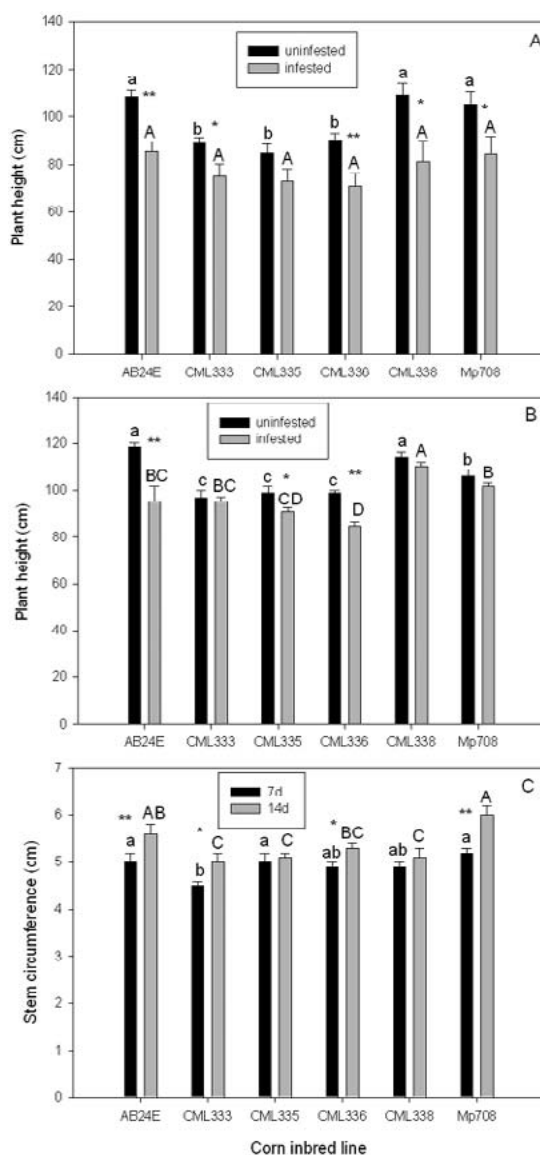 140
120
100
80
60
40
20
0
Plant height (cm)
uninfested
infested
A
a ** A
b * A
b A
b ** A
a * A
a * A
AB24E CML333 CML335 CML330 CML338 Mp708
140
120
100
80
60
40
20
0
Plant height (cm)
uninfested
infested
B
a ** BC
c BC
c * CD
c ** D
a A
b B
AB24E CML333 CML335 CML336 CML338 Mp708
7
6
5
4
3
2
1
0
Stem circumference (cm)
7d
14d
C
** a AB
* b C
a C
* ab BC
ab C
** a A
AB24E CML333 CML335 CML336 CML338 Mp708
Corn inbred line